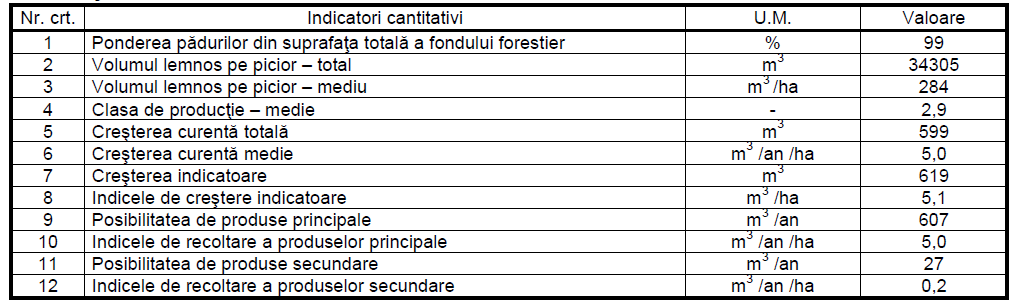 Nr. crt. Indicatori cantitativi U.M. Valoare
1 Ponderea pădurilor din suprafaţa totală a fondului forestier % 99
2 Volumul lemnos pe picior – total m³ 34305
3 Volumul lemnos pe picior – mediu m³ /ha 284
4 Clasa de producţie – medie - 2,9
5 Creşterea curentă totală m³ 599
6 Creşterea curentă medie m³ /an /ha 5,0
7 Creşterea indicatoare m³ 619
8 Indicele de creştere indicatoare m³ /ha 5,1
9 Posibilitatea de produse principale m³ /an 607
10 Indicele de recoltare a produselor principale m³ /an /ha 5,0
11 Posibilitatea de produse secundare m³ /an 27
12 Indicele de recoltare a produselor secundare m³ /an /ha 0,2